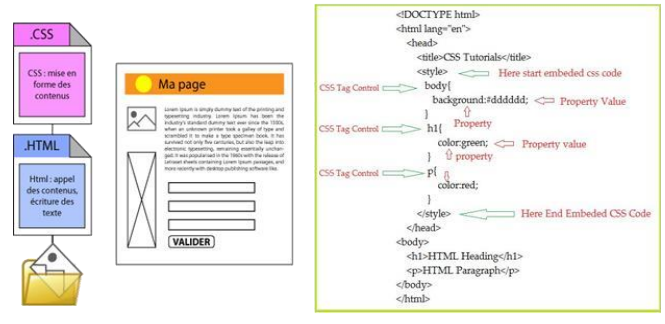 .CSS
CSS : mise en
forme des
contenus
.HTML
Html : appel
des contenus,
écriture des
texte
Ma page
Lorem Ipsum is simply dummy text of the printing and
typesetting industry. Lorem Ipsum has been the
industry's standard dummy text ever since the 1500s,
when an unknown printer took a galley of type and
scrambled it to make a type specimen book. It has
survived not only five centuries, but also the leap into
electronic typesetting, remaining essentially unchan-
ged. It was popularised in the 1960s with the release of
Letraset sheets containing Lorem Ipsum passages, and
more recently with desktop publishing software like.
VALIDER
<!DOCTYPE html>
<html lang="en">
<head>
<title>CSS Tutorials</title>
<style> Here start embeded css code
CSS Tag Control body{
background:#dddddd; Property Value
} Property
CSS Tag Control h1{
color:green; Property value
} property
CSS Tag Control p{
color:red;
}
</style> Here End Embeded CSS Code
</head>
<body>
<h1>HTML Heading</h1>
<p>HTML Paragraph</p>
</body>
</html>